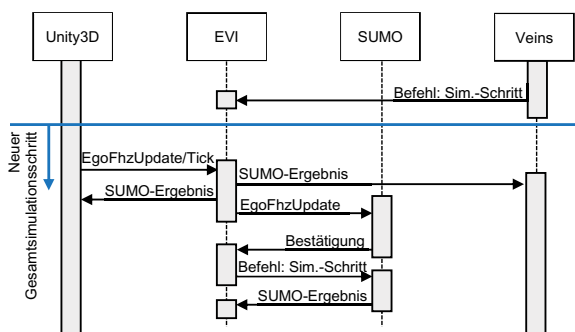 Unity3D
EVI
SUMO
Veins
Befehl: Sim.-Schritt
Neuer
Gesamtsimulationsschritt
EgoFhzUpdate/Tick
SUMO-Ergebnis
SUMO-Ergebnis
EgoFhzUpdate
Bestätigung
Befehl: Sim.-Schritt
SUMO-Ergebnis